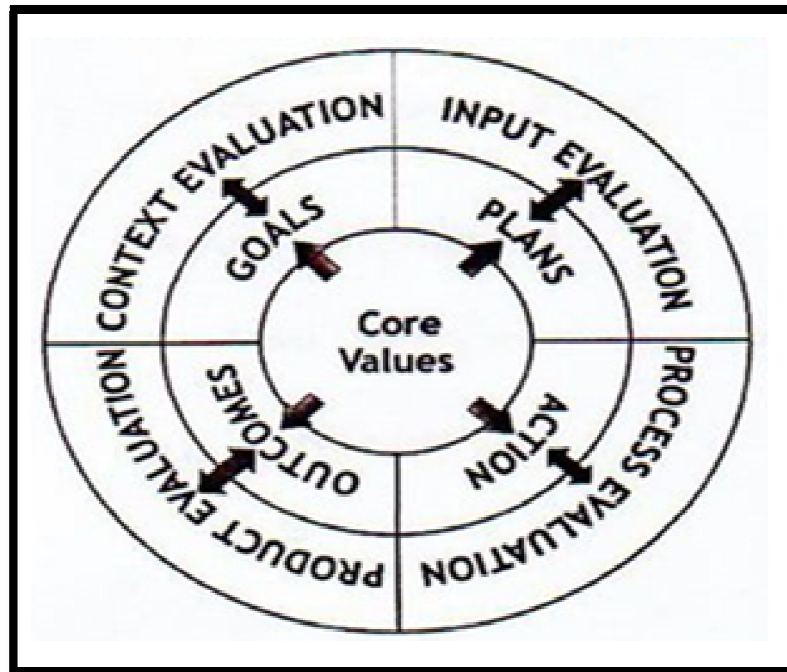 CONTEXT EVALUATION
INPUT EVALUATION
GOALS
PLANS
Core
Values
OUTCOMES
ACTION
PRODUCT EVALUATION
PROCESS EVALUATION